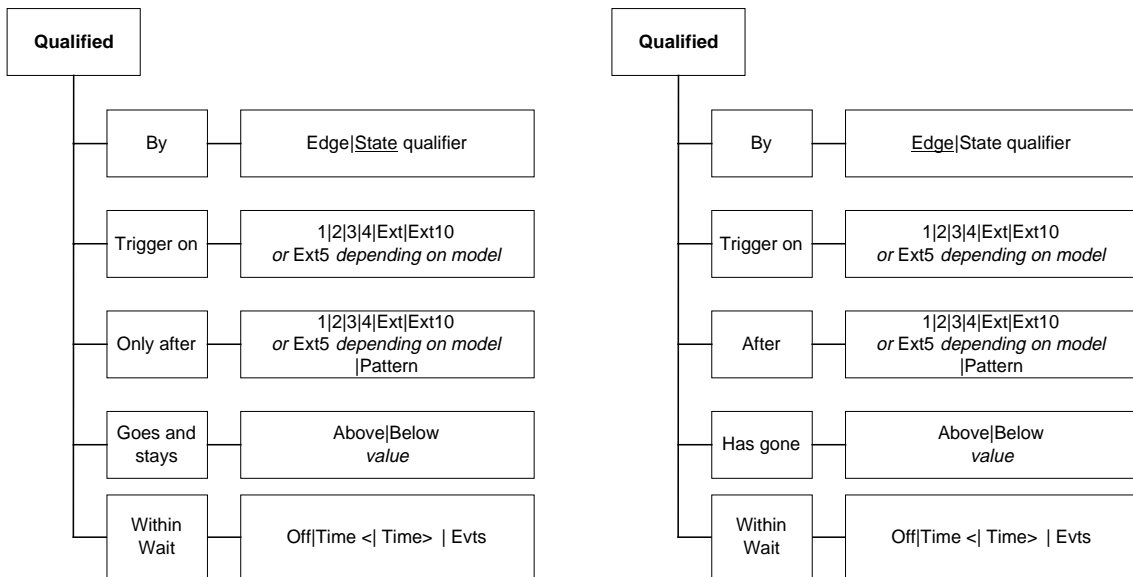 Qualified
By
Edge|State qualifier
Trigger on
1|2|3|4|Ext|Ext10
or Ext5 depending on model
Only after
1|2|3|4|Ext|Ext10
or Ext5 depending on model
|Pattern
Goes and
stays
Above|Below
value
Within
Wait
Off|Time <| Time> | Evts
Qualified
By
Edge|State qualifier
Trigger on
1|2|3|4|Ext|Ext10
or Ext5 depending on model
After
1|2|3|4|Ext|Ext10
or Ext5 depending on model
|Pattern
Has gone
Above|Below
value
Within
Wait
Off|Time <| Time> | Evts